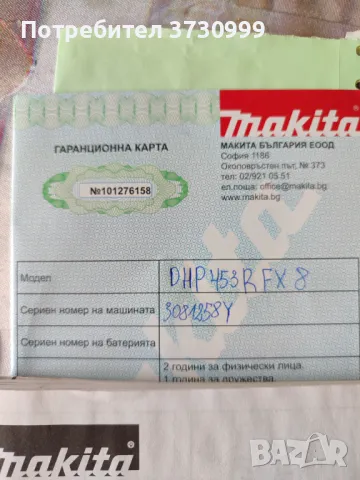 Потребител 3730999
makita
ГАРАНЦИОННА КАРТА
МАКИТА БЪЛГАРИЯ ЕООД
София 1186
Околовръстен път, № 373
тел: 02/921 05 51
ел.поща: office@makita.bg
www.makita.bg
№101276158
Модел DHP453RFX8
Сериен номер на машината 3081258Y
Сериен номер на батерията
2 години за физически лица.
1 година за дружества.
makita
bazar